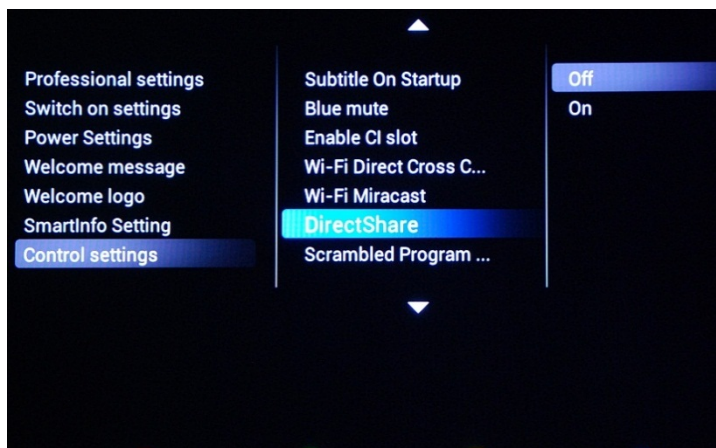 Professional settings
Switch on settings
Power Settings
Welcome message
Welcome logo
SmartInfo Setting
Control settings
Subtitle On Startup
Blue mute
Enable CI slot
Wi-Fi Direct Cross C...
Wi-Fi Miracast
DirectShare
Scrambled Program ...
Off
On